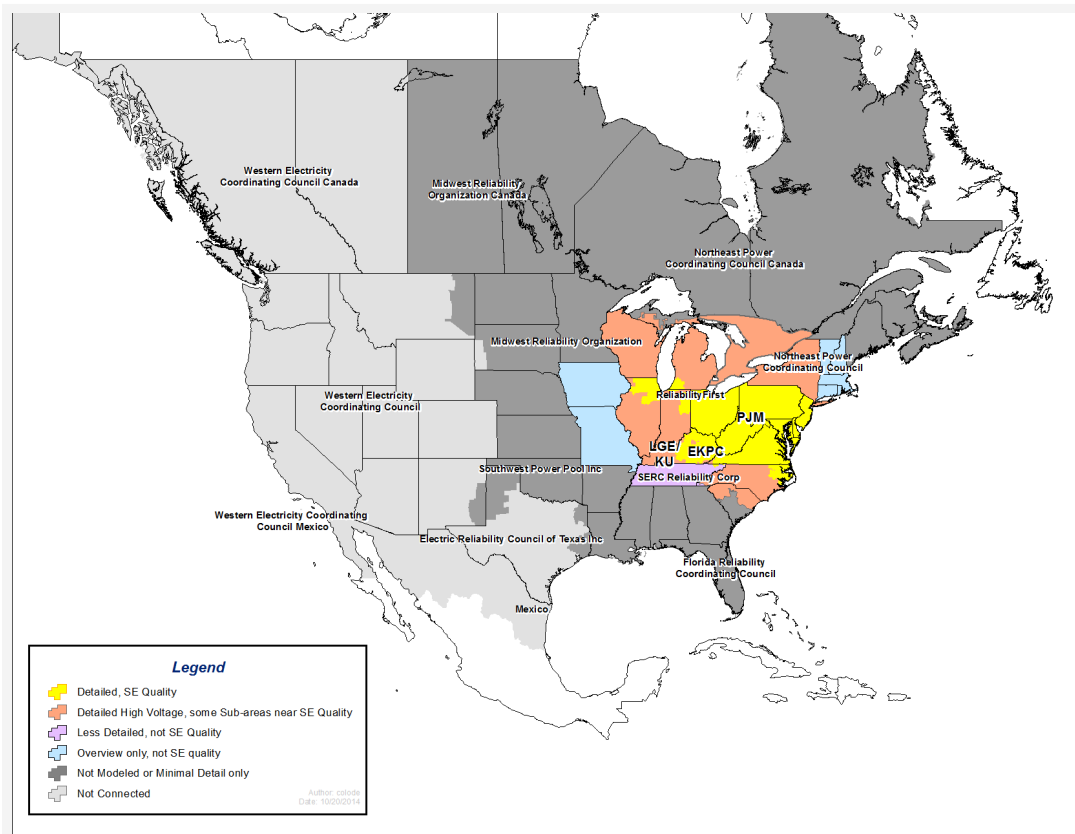 Western Electricity
Coordinating Council Canada
Midwest Reliability
Organization Canada
Northeast Power
Coordinating Council Canada
Midwest Reliability Organization
Northeast Power
Coordinating Council
Western Electricity
Coordinating Council
ReliabilityFirst
PJM
LGE/
KU
EKPC
Southwest Power Pool Inc
SERC Reliability Corp
Western Electricity Coordinating
Council Mexico
Electric Reliability Council of Texas Inc
Florida Reliability
Coordinating Council
Mexico
Legend
Detailed, SE Quality
Detailed High Voltage, some Sub-areas near SE Quality
Less Detailed, not SE Quality
Overview only, not SE quality
Not Modeled or Minimal Detail only
Not Connected
Author: colode
Date: 10/20/2014